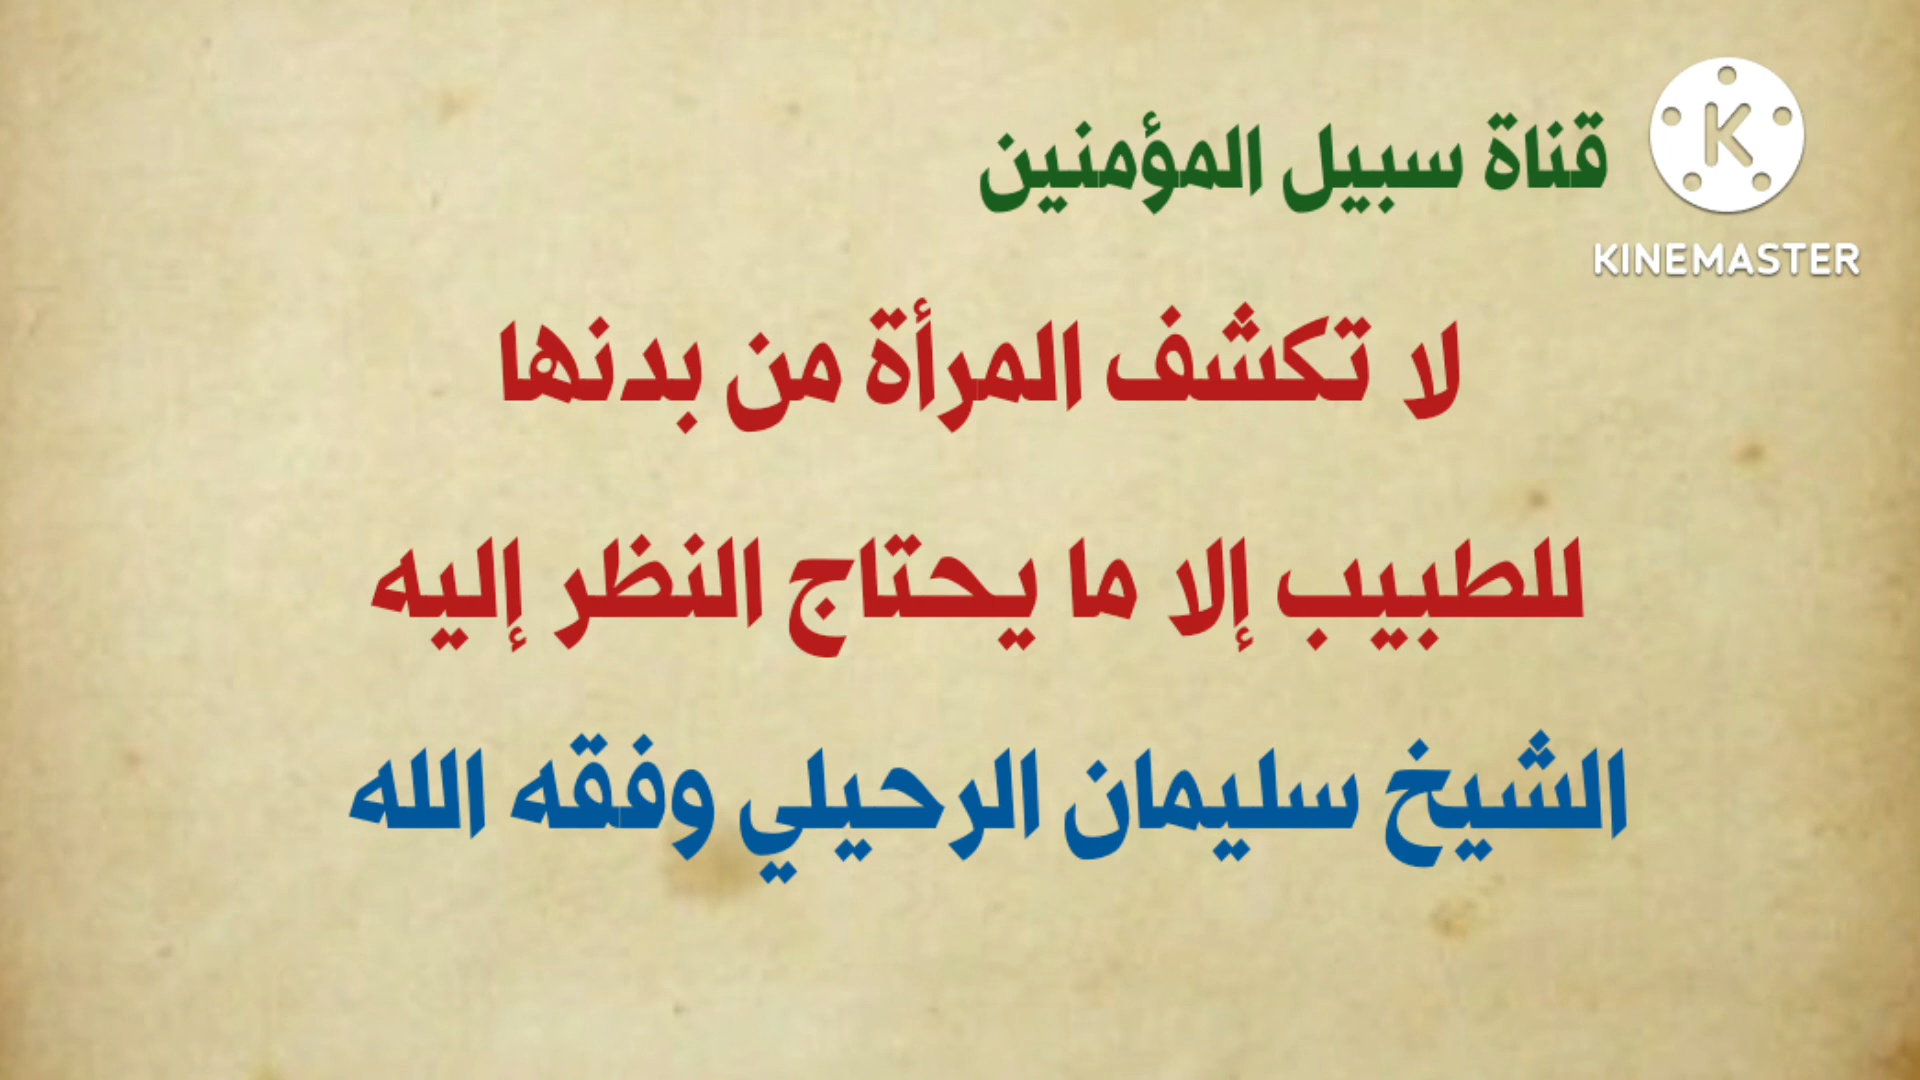 قناة سبيل المؤمنين
KINEMASTER
لا تكشف المرأة من بدنها
للطبيب إلا ما يحتاج النظر إليه
الشيخ سليمان الرحيلي وفقه الله